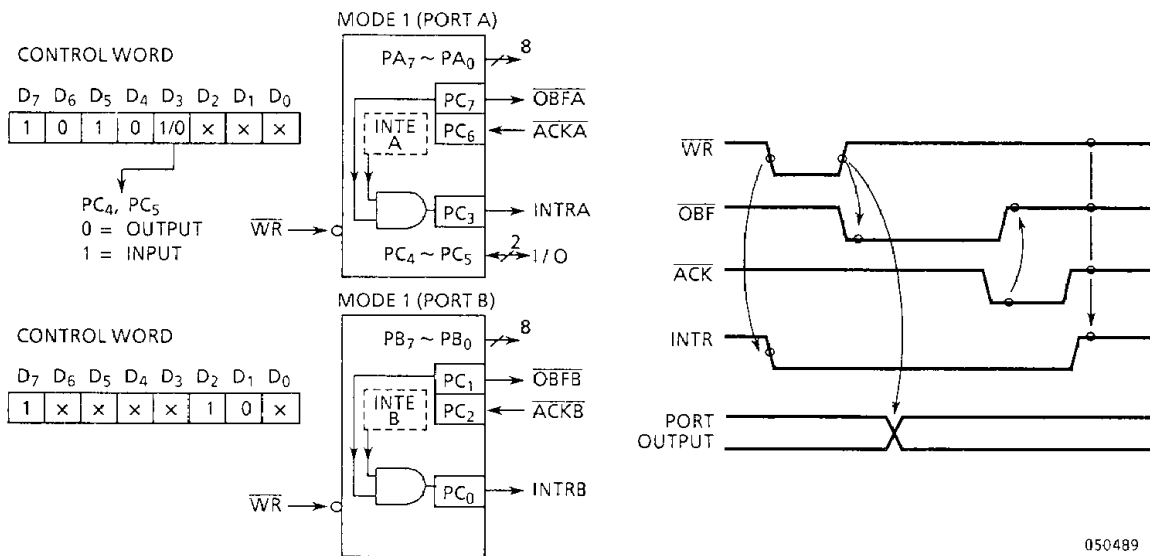 MODE 1 (PORT A)
CONTROL WORD
D7 D6 D5 D4 D3 D2 D1 D0
1 0 1 0 1/0 × × ×
PC4, PC5
0 = OUTPUT
1 = INPUT
PA7 ~ PA0
8
PC7
OBFA
INTE
A
PC6
ACKA
PC3
INTRA
WR
PC4 ~ PC5
2
I/O
MODE 1 (PORT B)
CONTROL WORD
D7 D6 D5 D4 D3 D2 D1 D0
1 × × × × 1 0 ×
PB7 ~ PB0
8
PC1
OBFB
INTE
B
PC2
ACKB
PC0
INTRB
WR
WR
OBF
ACK
INTR
PORT
OUTPUT
050489